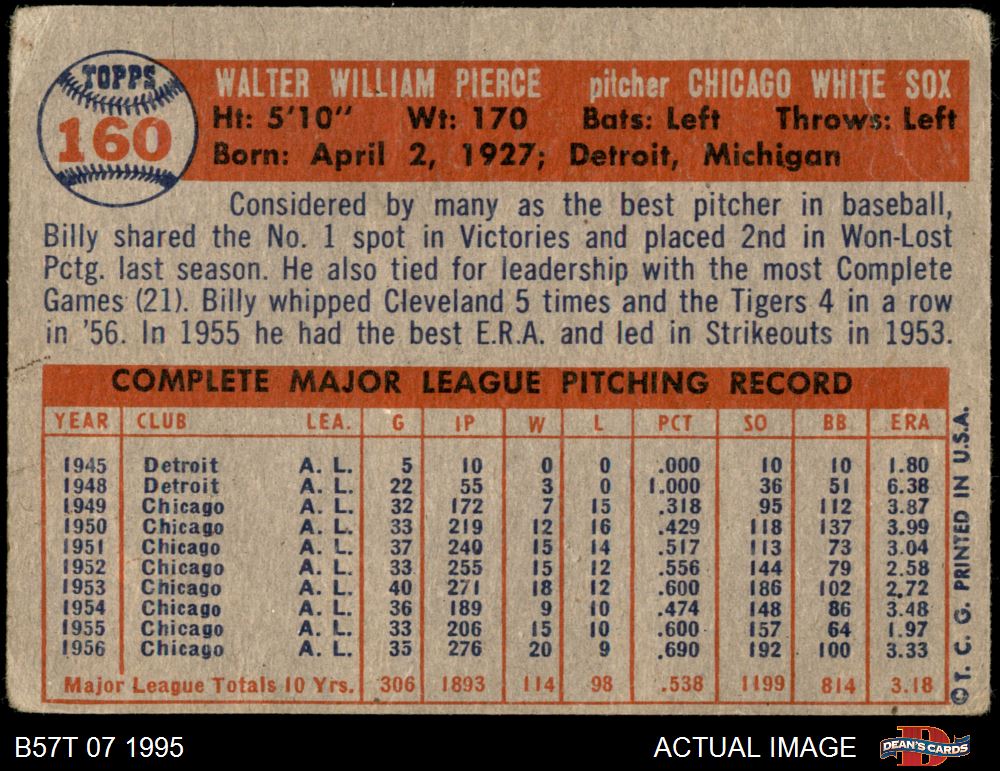 TOPPS
160
WALTER WILLIAM PIERCE pitcher CHICAGO WHITE SOX
Ht: 5'10" Wt: 170 Bats: Left Throws: Left
Born: April 2, 1927; Detroit, Michigan
Considered by many as the best pitcher in baseball,
Billy shared the No. 1 spot in Victories and placed 2nd in Won-Lost
Pctg. last season. He also tied for leadership with the most Complete
Games (21). Billy whipped Cleveland 5 times and the Tigers 4 in a row
in '56. In 1955 he had the best E.R.A. and led in Strikeouts in 1953.
COMPLETE MAJOR LEAGUE PITCHING RECORD
YEAR CLUB LEA. G IP W L PCT SO BB ERA
1945 Detroit A. L. 5 10 0 0 .000 10 10 1.80
1948 Detroit A. L. 22 55 3 0 1.000 36 51 6.38
1949 Chicago A. L. 32 172 7 15 .318 95 112 3.87
1950 Chicago A. L. 33 219 12 16 .429 118 137 3.99
1951 Chicago A. L. 37 240 15 14 .517 113 73 3.04
1952 Chicago A. L. 33 255 15 12 .556 144 79 2.58
1953 Chicago A. L. 40 271 18 12 .600 186 102 2.72
1954 Chicago A. L. 36 189 9 10 .474 148 86 3.48
1955 Chicago A. L. 33 206 15 10 .600 157 64 1.97
1956 Chicago A. L. 35 276 20 9 .690 192 100 3.33
Major League Totals 10 Yrs. 306 1893 114 98 .538 1199 814 3.18
© T. C. G. PRINTED IN U.S.A.
B57T 07 1995 ACTUAL IMAGE
D
DEAN'S CARDS